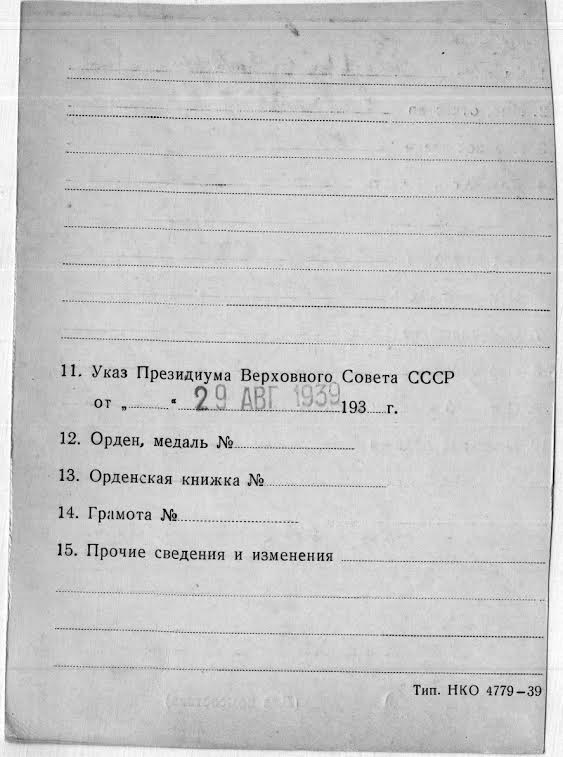 11. Указ Президиума Верховного Совета СССР
от „ “ 29 АВГ 1939 193 г.
12. Орден, медаль №
13. Орденская книжка №
14. Грамота №
15. Прочие сведения и изменения
Тип. НКО 4779—39